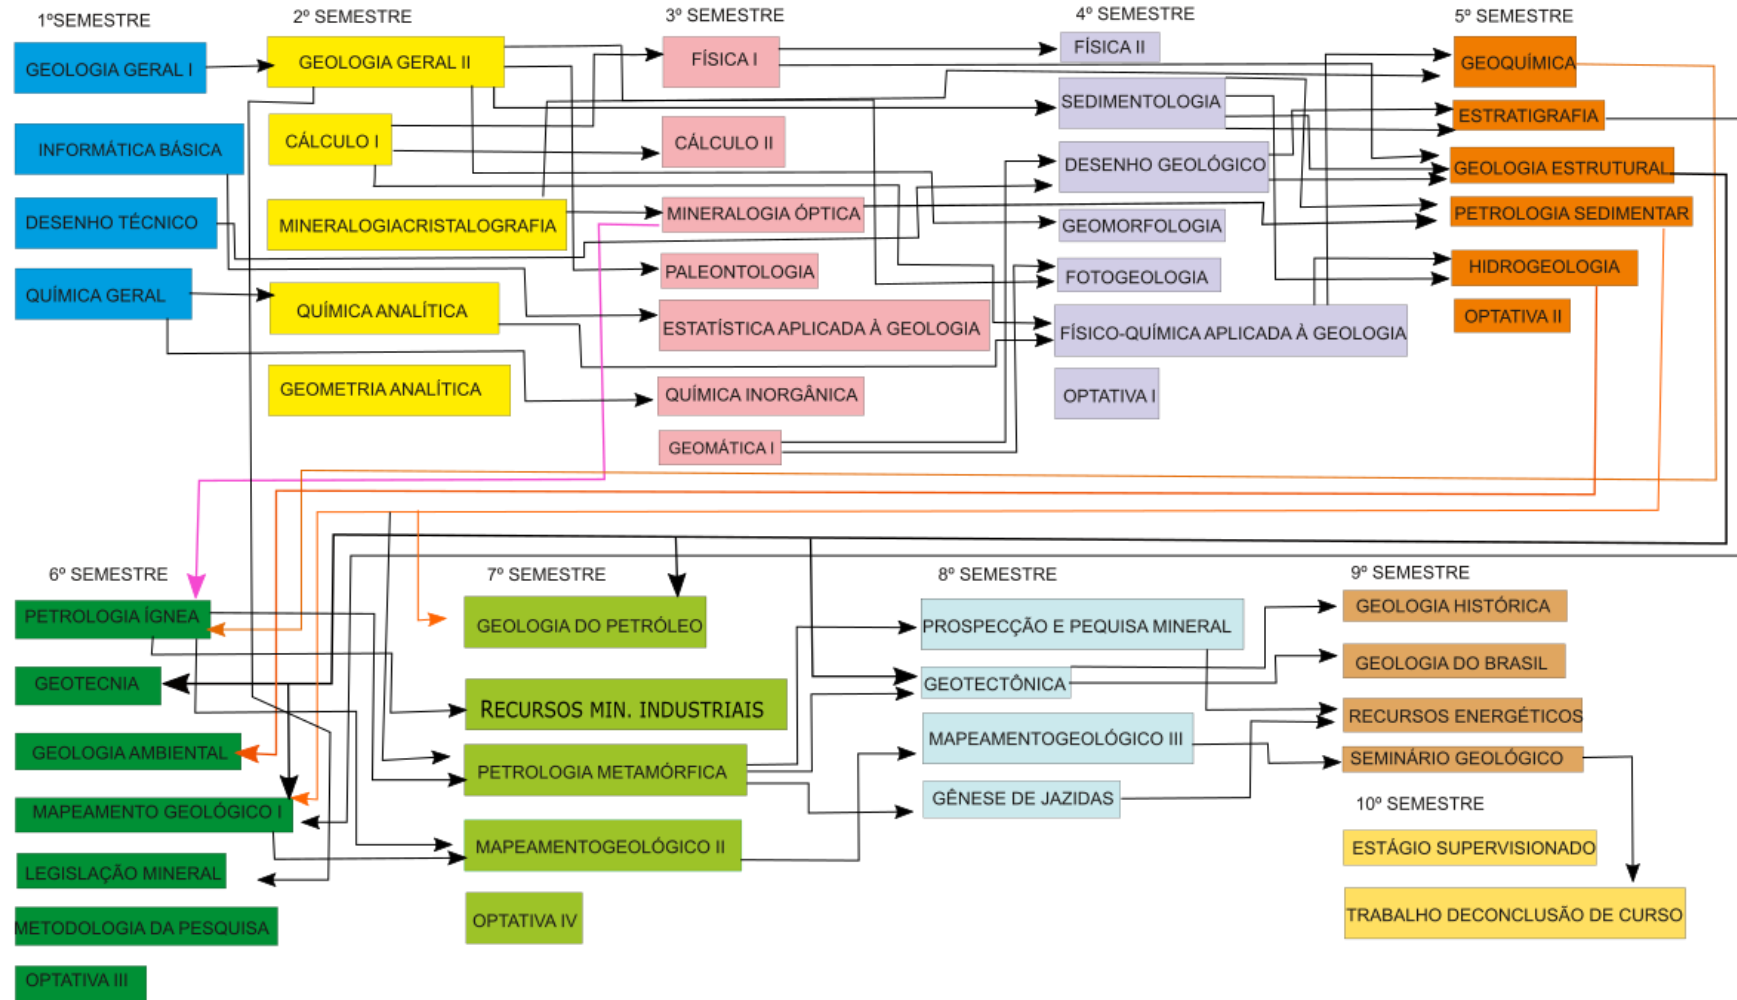 1ºSEMESTRE
GEOLOGIA GERAL I
INFORMÁTICA BÁSICA
DESENHO TÉCNICO
QUÍMICA GERAL
2º SEMESTRE
GEOLOGIA GERAL II
CÁLCULO I
MINERALOGIACRISTALOGRAFIA
QUÍMICA ANALÍTICA
GEOMETRIA ANALÍTICA
3º SEMESTRE
FÍSICA I
CÁLCULO II
MINERALOGIA ÓPTICA
PALEONTOLOGIA
ESTATÍSTICA APLICADA À GEOLOGIA
QUÍMICA INORGÂNICA
GEOMÁTICA I
4º SEMESTRE
FÍSICA II
SEDIMENTOLOGIA
DESENHO GEOLÓGICO
GEOMORFOLOGIA
FOTOGEOLOGIA
FÍSICO-QUÍMICA APLICADA À GEOLOGIA
OPTATIVA I
5º SEMESTRE
GEOQUÍMICA
ESTRATIGRAFIA
GEOLOGIA ESTRUTURAL
PETROLOGIA SEDIMENTAR
HIDROGEOLOGIA
OPTATIVA II
6º SEMESTRE
PETROLOGIA ÍGNEA
GEOTECNIA
GEOLOGIA AMBIENTAL
MAPEAMENTO GEOLÓGICO I
LEGISLAÇÃO MINERAL
METODOLOGIA DA PESQUISA
OPTATIVA III
7º SEMESTRE
GEOLOGIA DO PETRÓLEO
RECURSOS MIN. INDUSTRIAIS
PETROLOGIA METAMÓRFICA
MAPEAMENTOGEOLÓGICO II
OPTATIVA IV
8º SEMESTRE
PROSPECÇÃO E PEQUISA MINERAL
GEOTECTÔNICA
MAPEAMENTOGEOLÓGICO III
GÊNESE DE JAZIDAS
9º SEMESTRE
GEOLOGIA HISTÓRICA
GEOLOGIA DO BRASIL
RECURSOS ENERGÉTICOS
SEMINÁRIO GEOLÓGICO
10º SEMESTRE
ESTÁGIO SUPERVISIONADO
TRABALHO DECONCLUSÃO DE CURSO